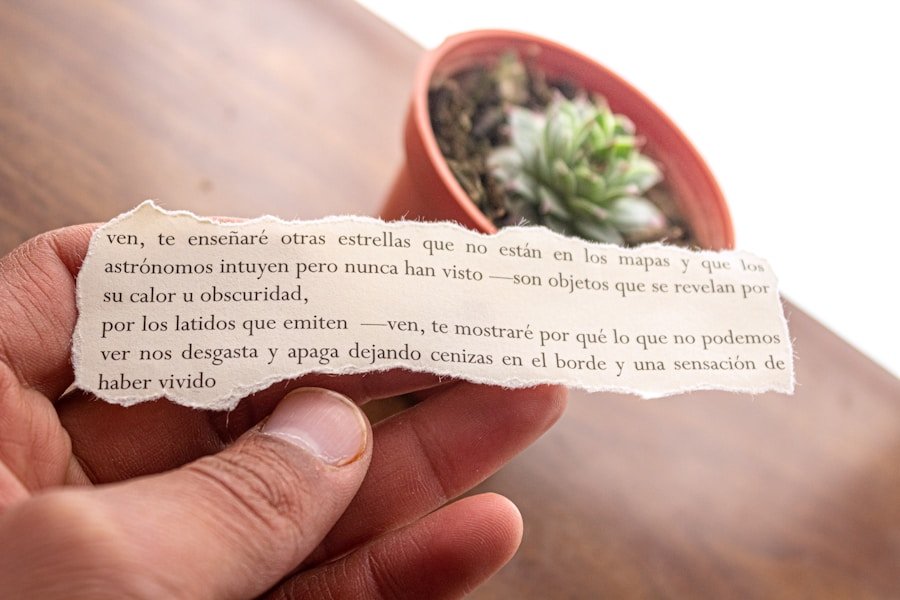 ven, te enseñaré otras estrellas que no están en los mapas y que los
astrónomos intuyen pero nunca han visto —son objetos que se revelan por
su calor u obscuridad,
por los latidos que emiten —ven, te mostraré por qué lo que no podemos
ver nos desgasta y apaga dejando cenizas en el borde y una sensación de
haber vivido